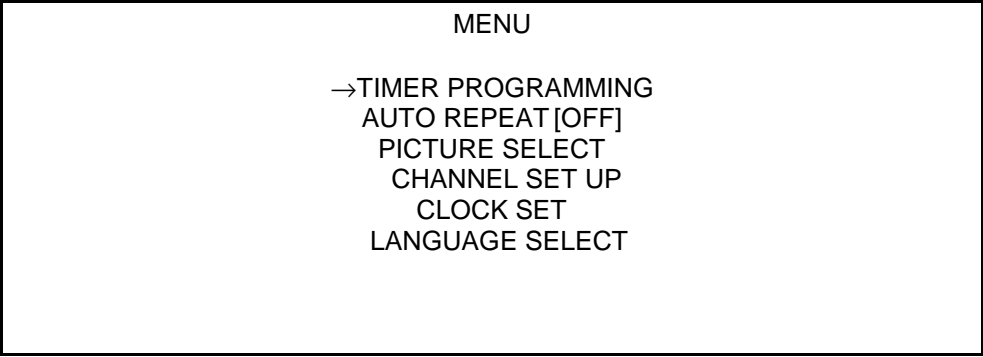 MENU
→TIMER PROGRAMMING
AUTO REPEAT [OFF]
PICTURE SELECT
CHANNEL SET UP
CLOCK SET
LANGUAGE SELECT